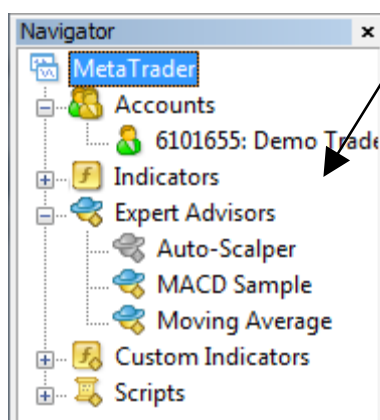 Navigator
MetaTrader
Accounts
6101655: Demo Trade
Indicators
Expert Advisors
Auto-Scalper
MACD Sample
Moving Average
Custom Indicators
Scripts